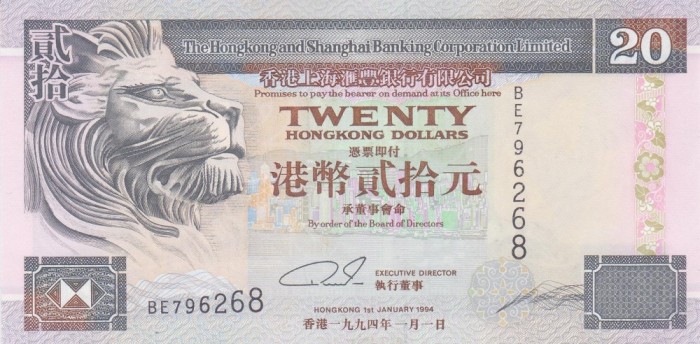 貳拾
The Hongkong and Shanghai Banking Corporation Limited
20
香港上海滙豐銀行有限公司
Promises to pay the bearer on demand at its Office here
TWENTY
HONGKONG DOLLARS
憑票即付
港幣貳拾元
承董事會命
By order of the Board of Directors
BE796268
EXECUTIVE DIRECTOR
執行董事
BE796268
HONGKONG 1ST JANUARY 1994
香港一九九四年一月一日